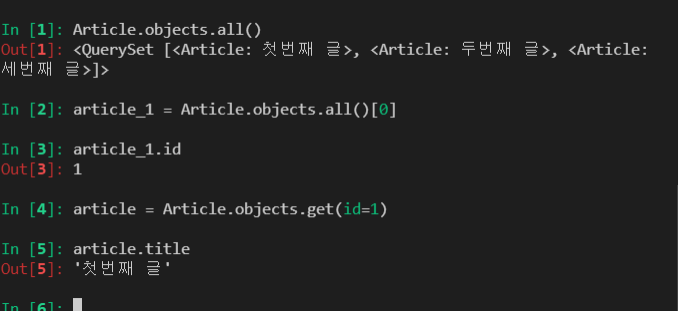 In [1]: Article.objects.all()
Out[1]: <QuerySet [<Article: 첫번째 글>, <Article: 두번째 글>, <Article:
세번째 글>]>
In [2]: article_1 = Article.objects.all()[0]
In [3]: article_1.id
Out[3]: 1
In [4]: article = Article.objects.get(id=1)
In [5]: article.title
Out[5]: '첫번째 글'
In [6]: